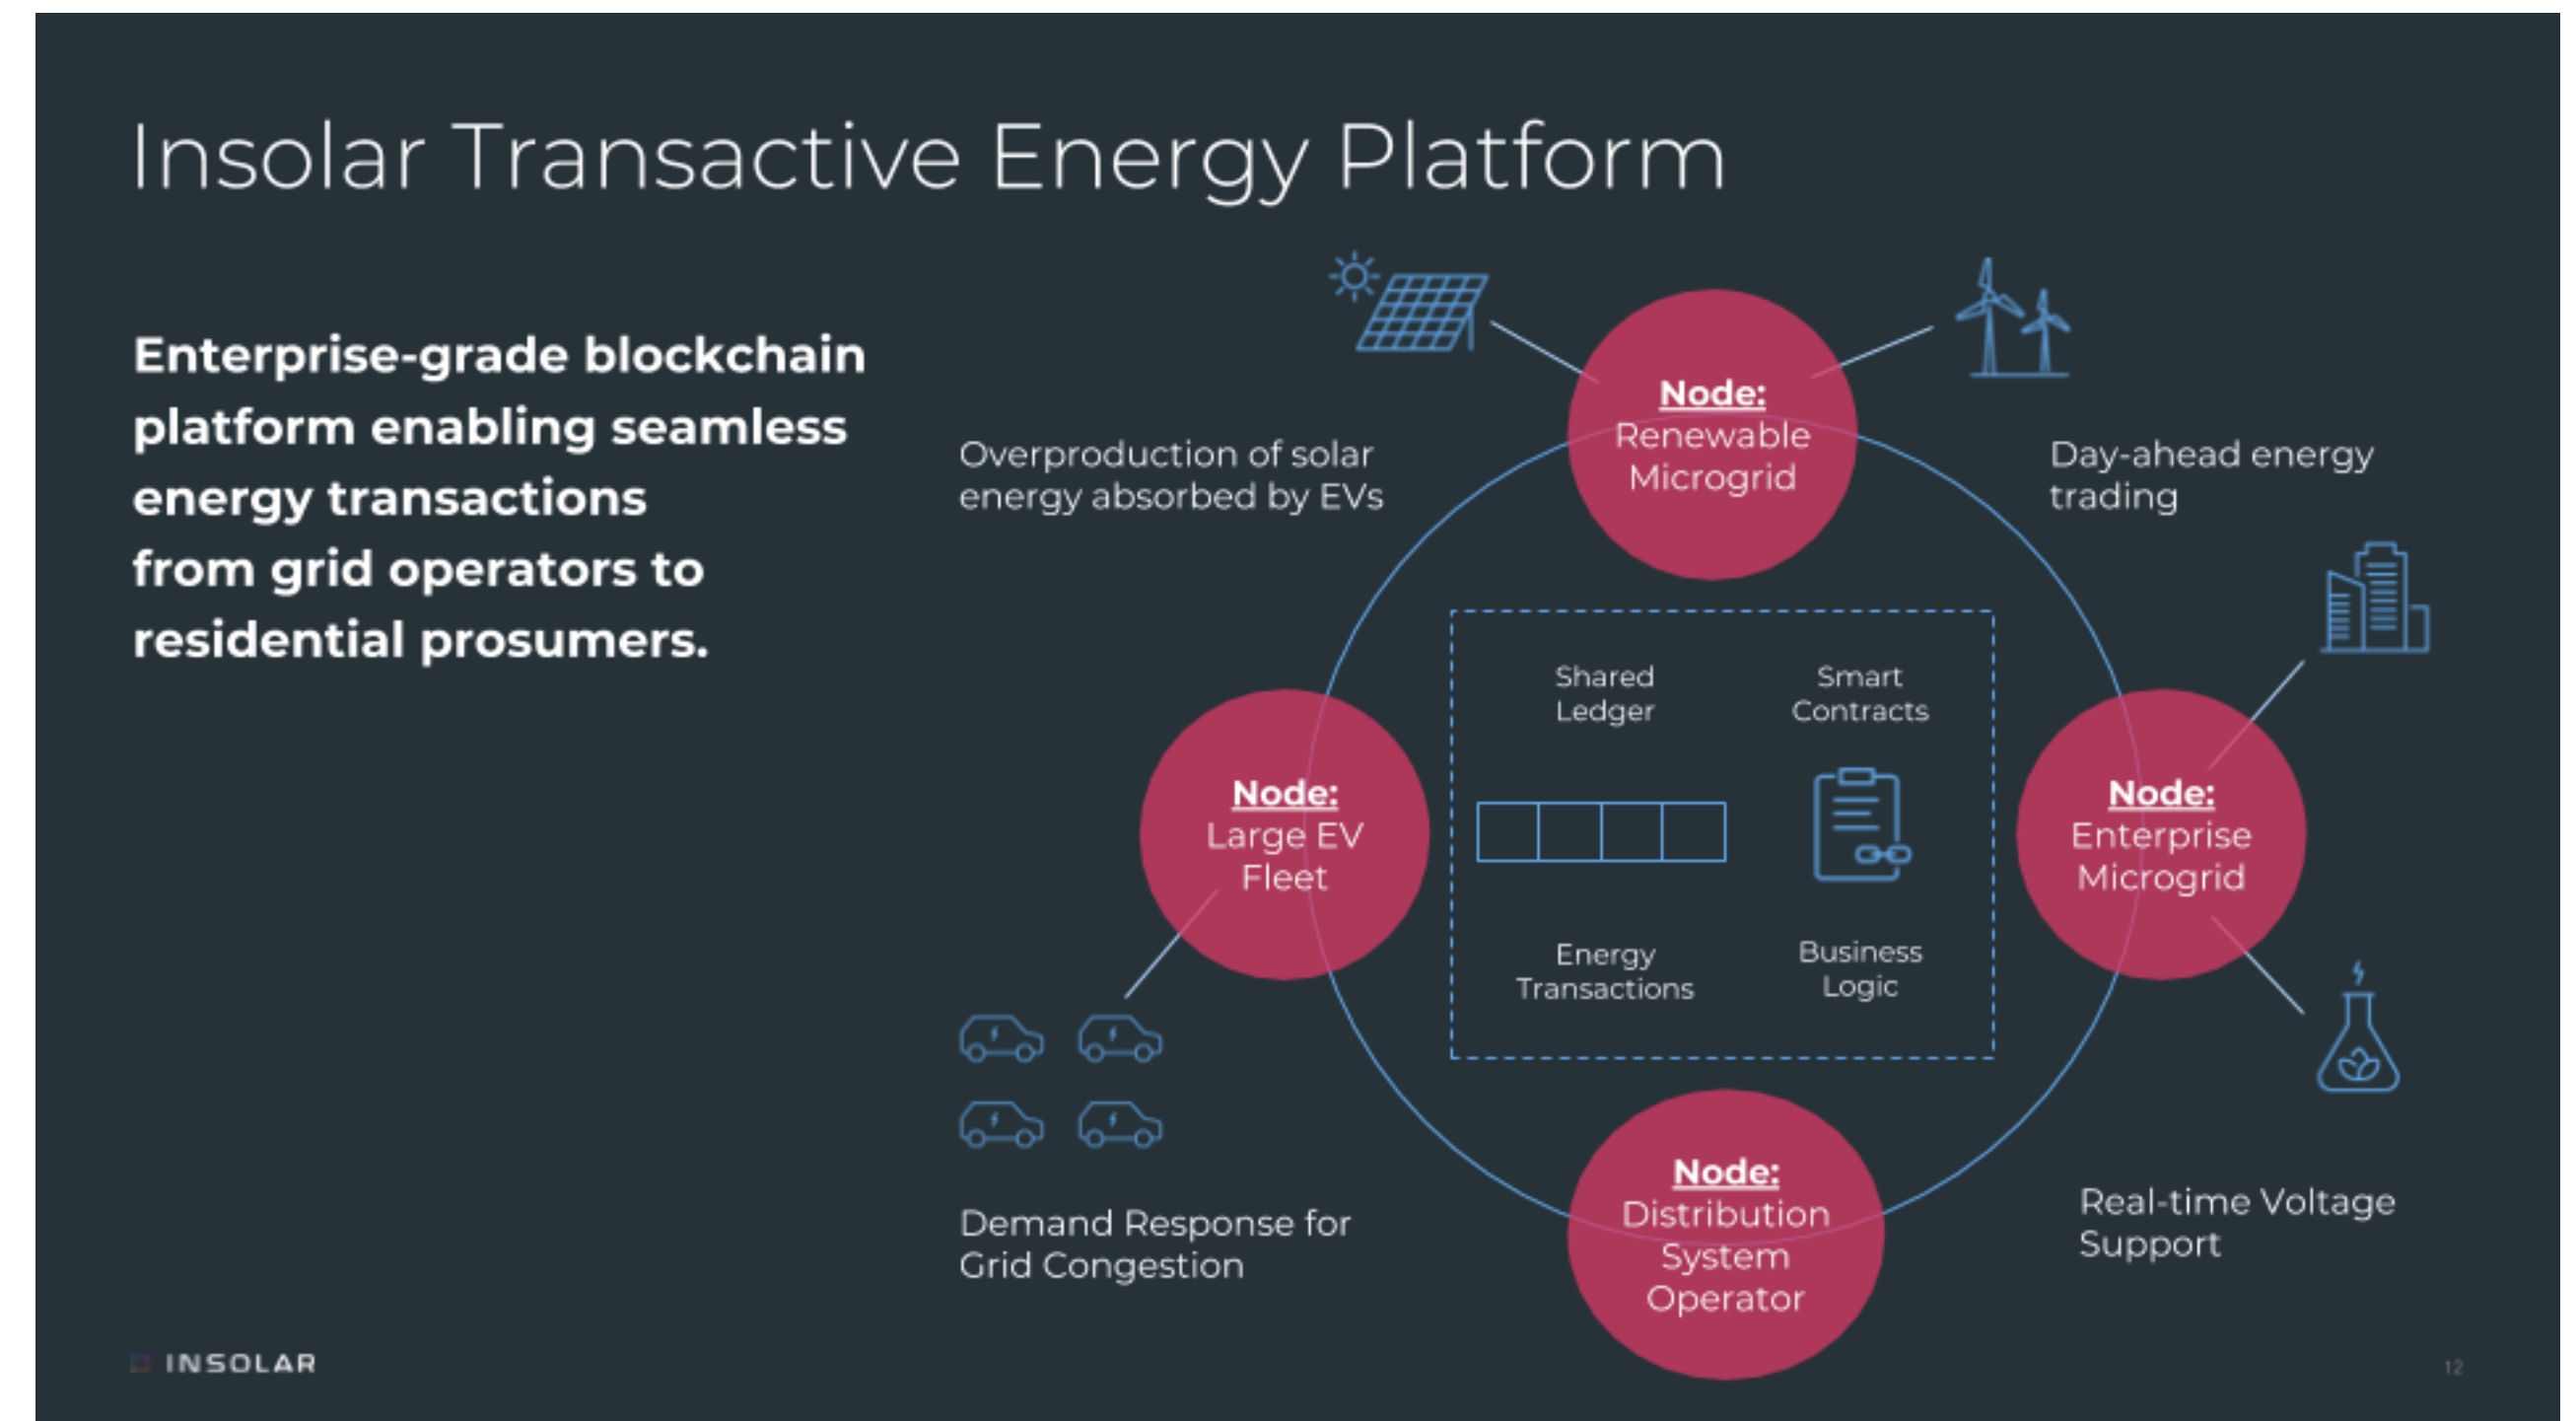 Insolar Transactive Energy Platform
Enterprise-grade blockchain
platform enabling seamless
energy transactions
from grid operators to
residential prosumers.
Overproduction of solar
energy absorbed by EVs
Node:
Renewable
Microgrid
Day-ahead energy
trading
Shared
Ledger
Smart
Contracts
Node:
Large EV
Fleet
Node:
Enterprise
Microgrid
Energy
Transactions
Business
Logic
Demand Response for
Grid Congestion
Node:
Distribution
System
Operator
Real-time Voltage
Support
INSOLAR
12